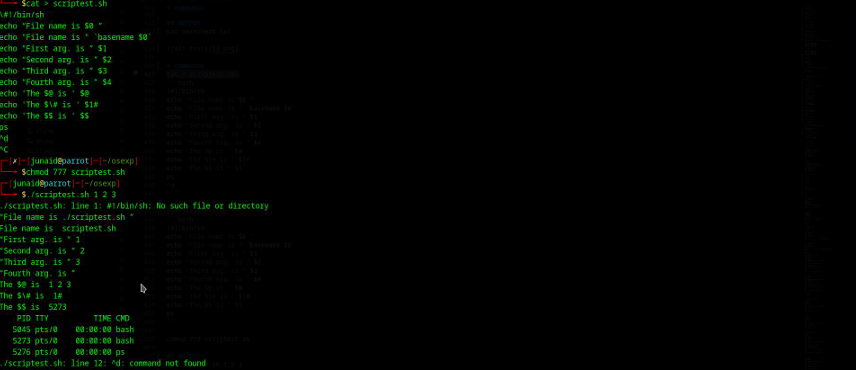 $cat > scriptest.sh
\#!/bin/sh
echo "File name is $0 "
echo "File name is " `basename $0`
echo "First arg. is " $1
echo "Second arg. is " $2
echo "Third arg. is " $3
echo "Fourth arg. is " $4
echo 'The $@ is ' $@
echo 'The $\# is ' $1#
echo 'The $$ is ' $$
ps
^d
^C
[✗]-[junaid@parrot]-[~/osexp]
$chmod 777 scriptest.sh
[junaid@parrot]-[~/osexp]
$./scriptest.sh 1 2 3
./scriptest.sh: line 1: #!/bin/sh: No such file or directory
"File name is ./scriptest.sh "
File name is  scriptest.sh
"First arg. is " 1
"Second arg. is " 2
"Third arg. is " 3
"Fourth arg. is "
The $@ is  1 2 3
The $\# is  1#
The $$ is  5273
PID TTY          TIME CMD
5045 pts/0    00:00:00 bash
5273 pts/0    00:00:00 bash
5276 pts/0    00:00:00 ps
./scriptest.sh: line 12: ^d: command not found